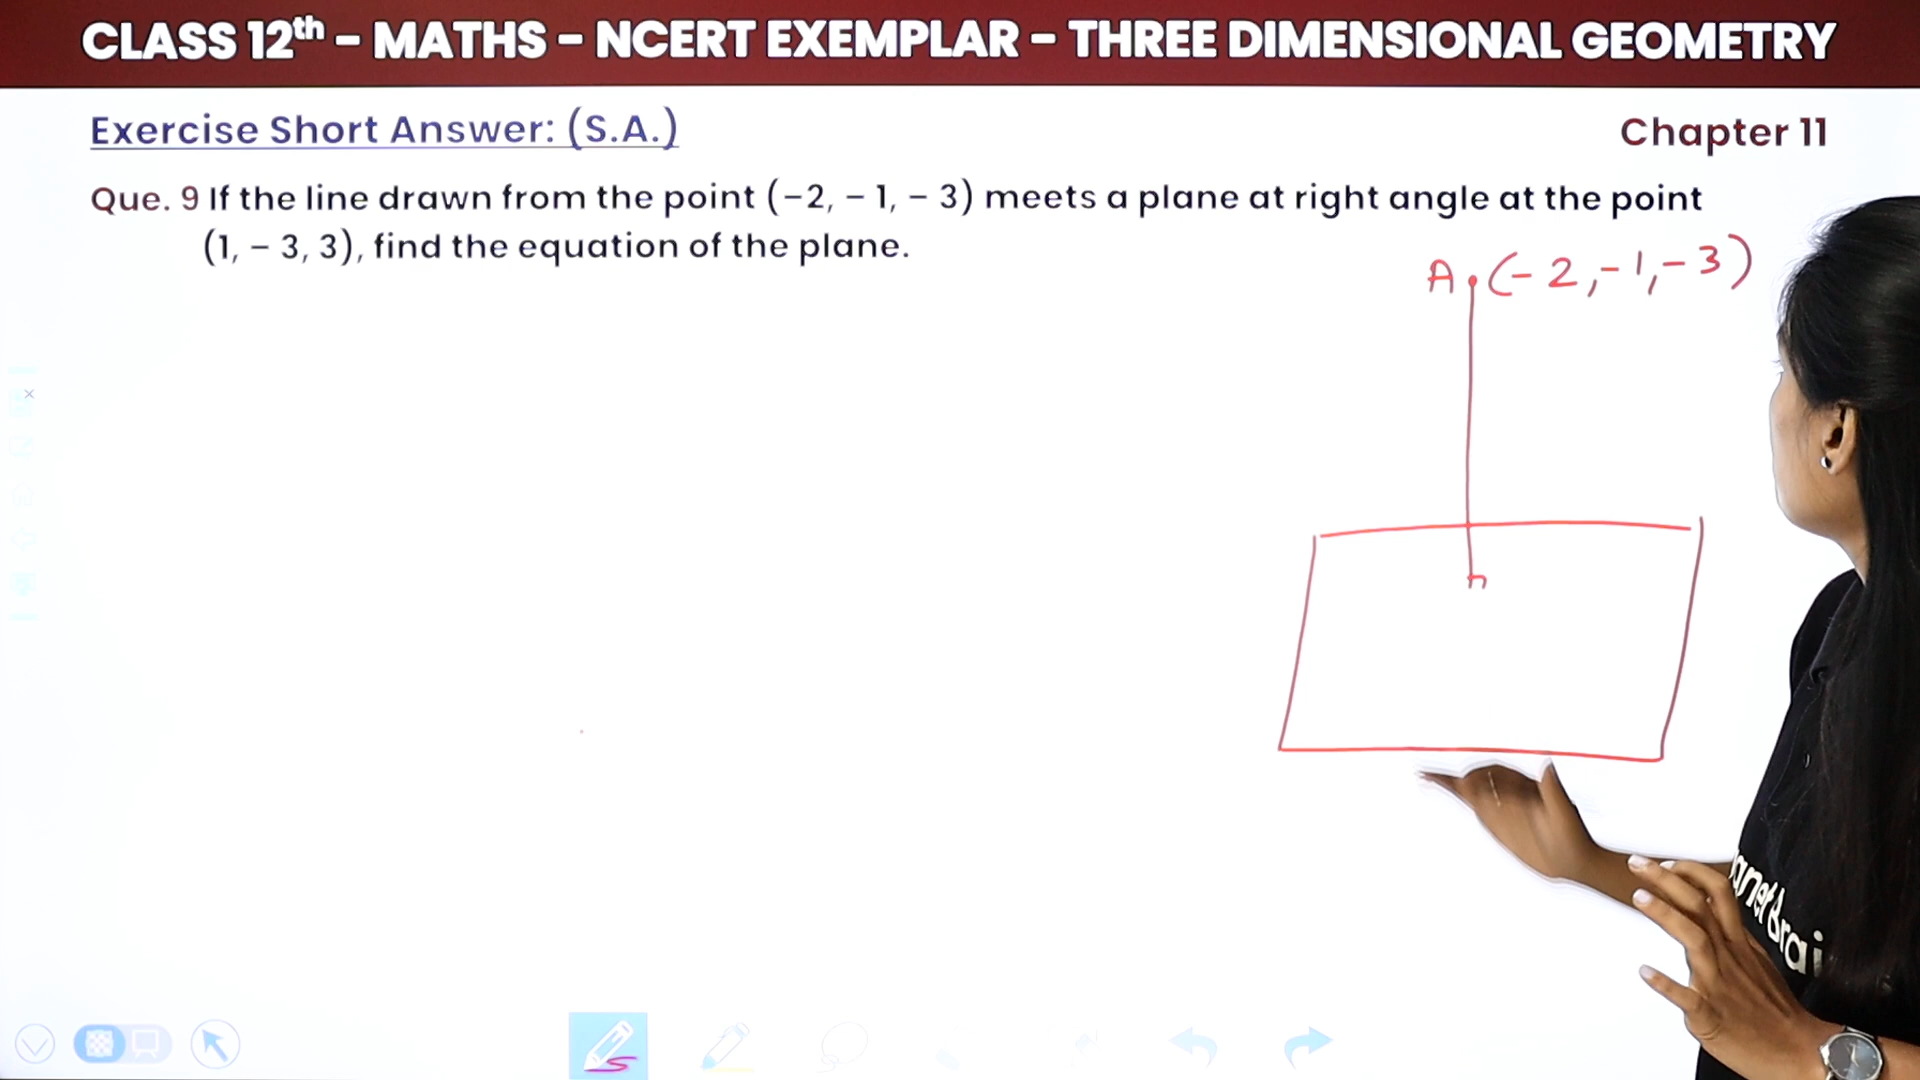 CLASS 12th - MATHS - NCERT EXEMPLAR - THREE DIMENSIONAL GEOMETRY
Exercise Short Answer: (S.A.)
Chapter 11
Que. 9 If the line drawn from the point (-2, - 1, - 3) meets a plane at right angle at the point
(1, - 3, 3), find the equation of the plane.
A (-2,-1,-3)